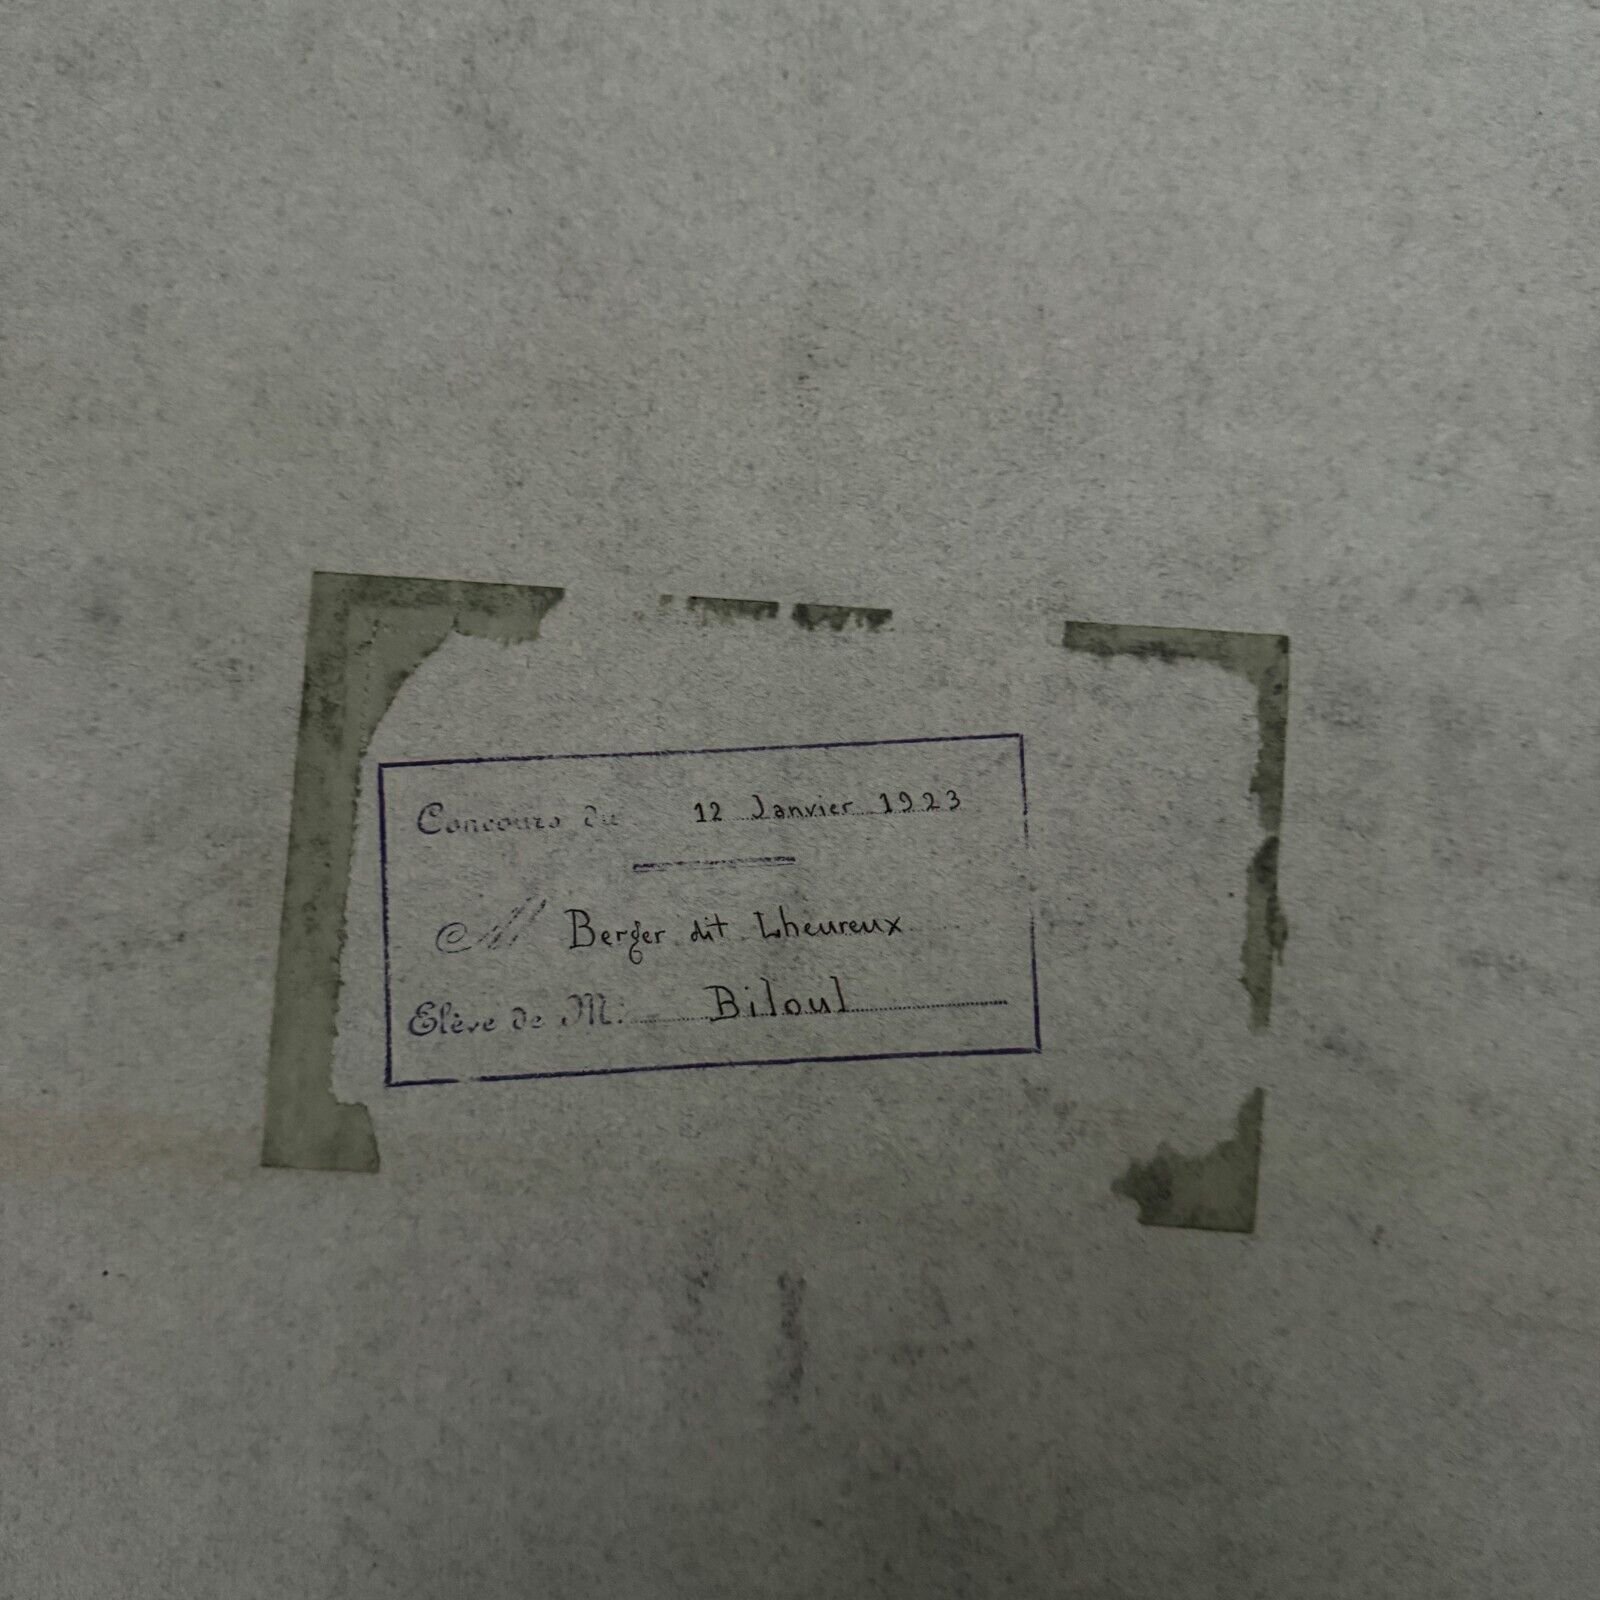 Concours du 12 Janvier 1923
M Berger dit Lheureux
Elève de M. Biloul